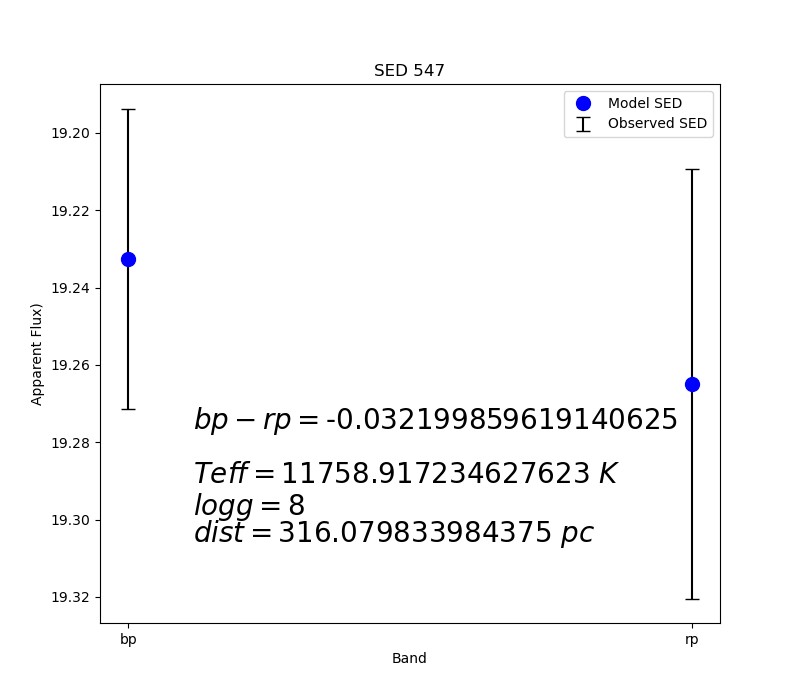 SED 547
Model SED
Observed SED
19.20
19.22
19.24
19.26
19.28
19.30
19.32
Apparent Flux)
bp − rp = -0.032199859619140625
Teff = 11758.917234627623 K
logg = 8
dist = 316.079833984375 pc
bp
rp
Band